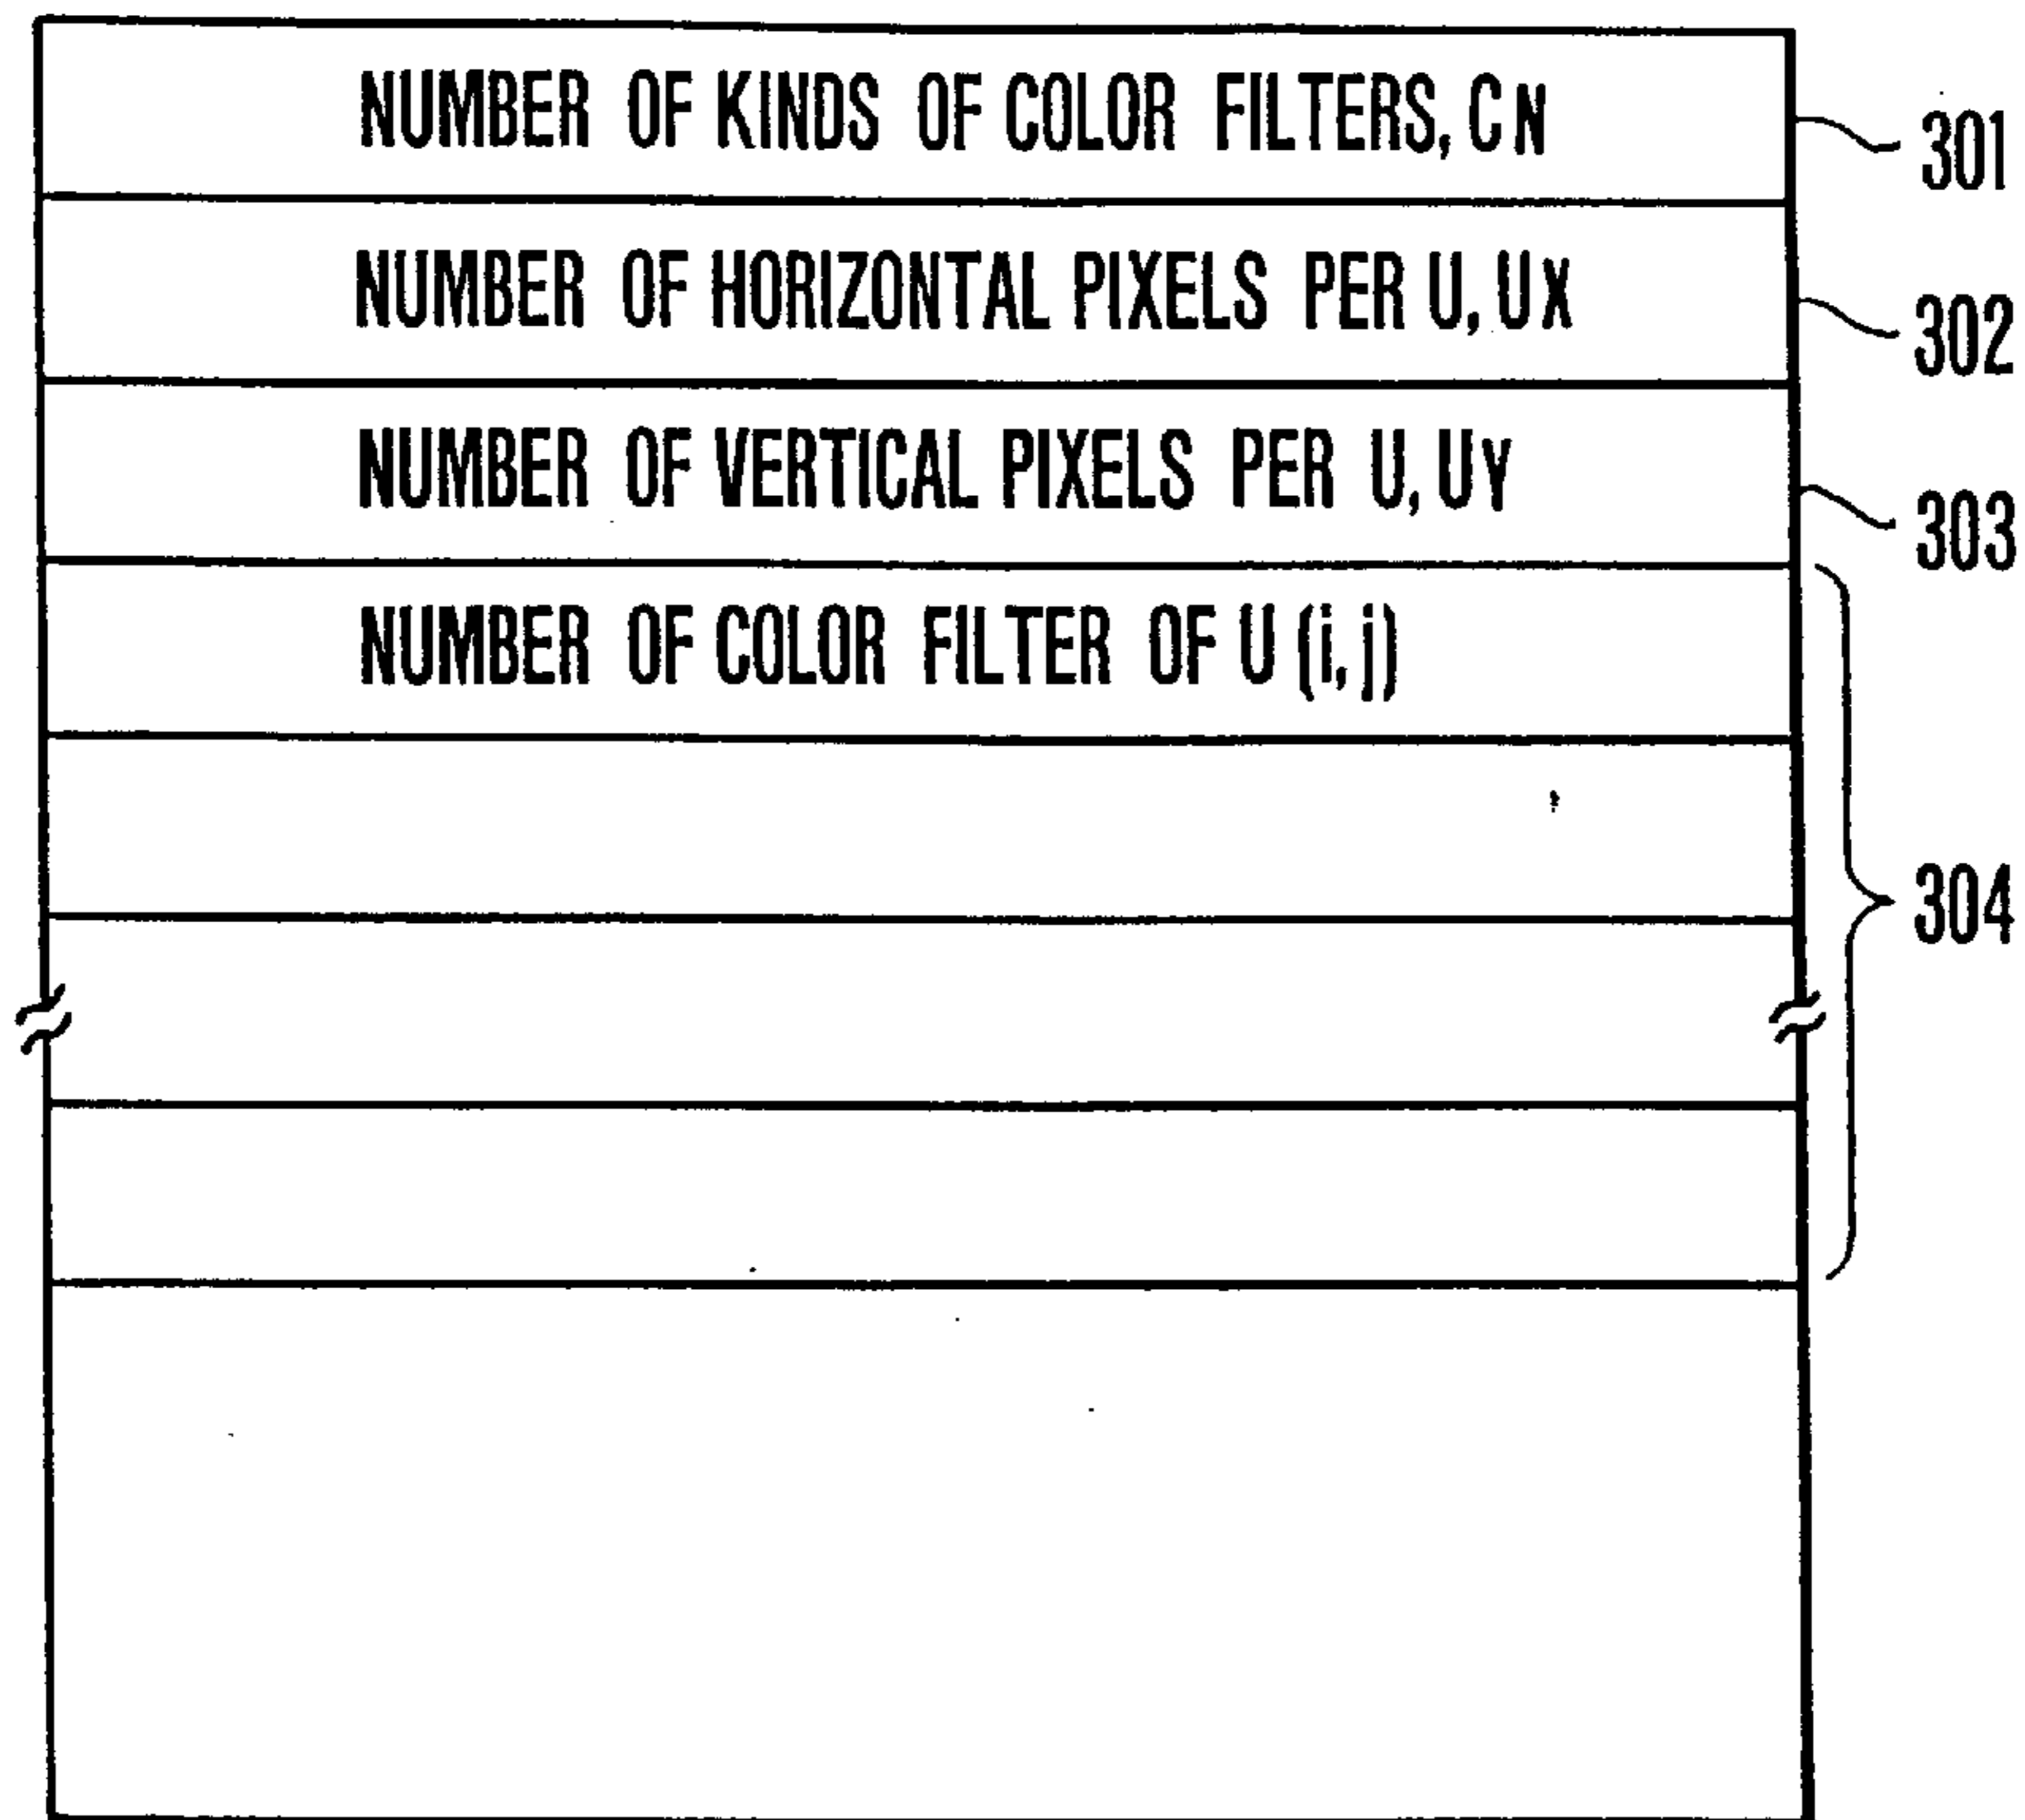 NUMBER OF KINDS OF COLOR FILTERS, CN
301
NUMBER OF HORIZONTAL PIXELS PER U, UX
302
NUMBER OF VERTICAL PIXELS PER U, UY
303
NUMBER OF COLOR FILTER OF U (i, j)
304